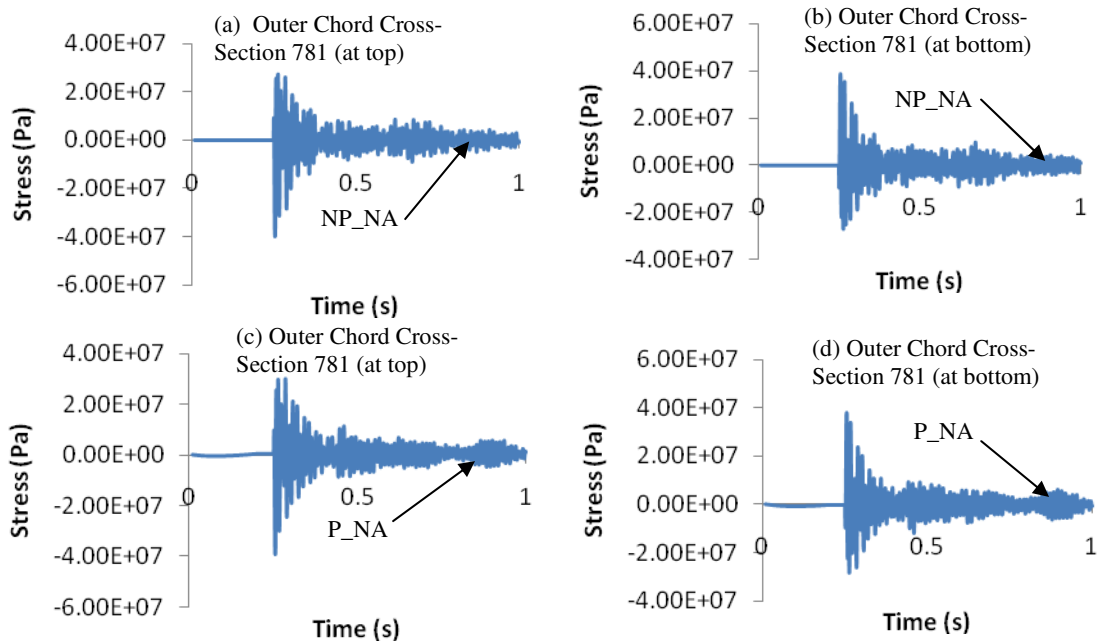 (a) Outer Chord Cross-
Section 781 (at top)
4.00E+07
2.00E+07
0.00E+00
-2.00E+07
-4.00E+07
-6.00E+07
Stress (Pa)
0
0.5
1
NP_NA
Time (s)
(b) Outer Chord Cross-
Section 781 (at bottom)
6.00E+07
4.00E+07
2.00E+07
0.00E+00
-2.00E+07
-4.00E+07
Stress (Pa)
NP_NA
0
0.5
1
Time (s)
(c) Outer Chord Cross-
Section 781 (at top)
4.00E+07
2.00E+07
0.00E+00
-2.00E+07
-4.00E+07
-6.00E+07
Stress (Pa)
0
0.5
1
P_NA
Time (s)
(d) Outer Chord Cross-
Section 781 (at bottom)
6.00E+07
4.00E+07
2.00E+07
0.00E+00
-2.00E+07
-4.00E+07
Stress (Pa)
P_NA
0
0.5
1
Time (s)